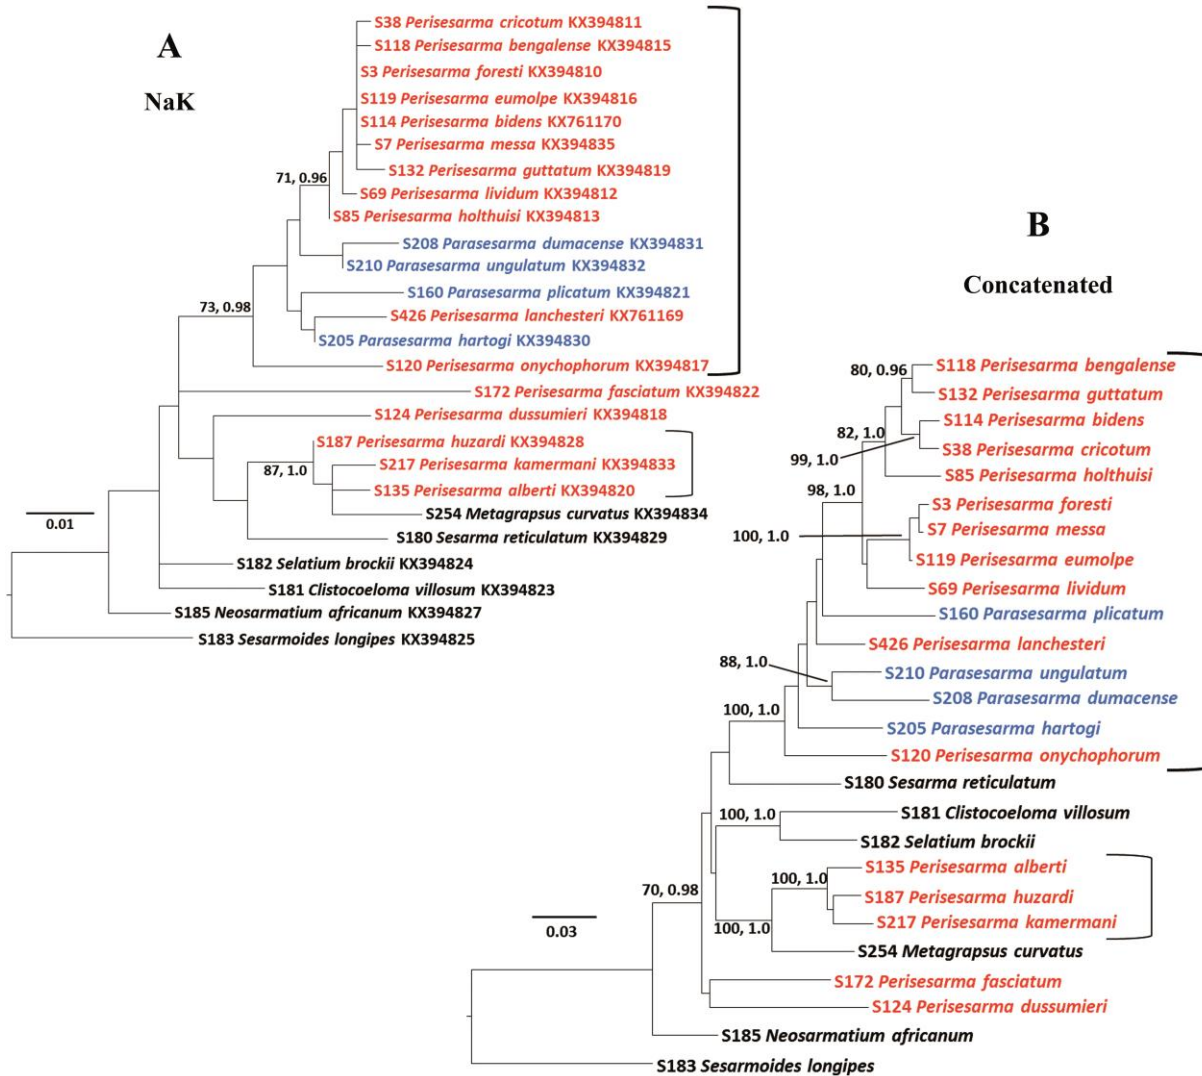 A
NaK
S38 Perisesarma cricotum KX394811
S118 Perisesarma bengalense KX394815
S3 Perisesarma foresti KX394810
S119 Perisesarma eumolpe KX394816
S114 Perisesarma bidens KX761170
S7 Perisesarma messa KX394835
S132 Perisesarma guttatum KX394819
71, 0.96
S69 Perisesarma lividum KX394812
S85 Perisesarma holthuisi KX394813
S208 Parasesarma dumacense KX394831
S210 Parasesarma ungulatum KX394832
S160 Parasesarma plicatum KX394821
73, 0.98
S426 Perisesarma lanchesteri KX761169
S205 Parasesarma hartogi KX394830
S120 Perisesarma onychophorum KX394817
S172 Perisesarma fasciatum KX394822
S124 Perisesarma dussumieri KX394818
S187 Perisesarma huzardi KX394828
87, 1.0
S217 Perisesarma kamermani KX394833
S135 Perisesarma alberti KX394820
S254 Metagrapsus curvatus KX394834
0.01
S180 Sesarma reticulatum KX394829
S182 Selatium brockii KX394824
S181 Clistocoeloma villosum KX394823
S185 Neosarmatium africanum KX394827
S183 Sesarmoides longipes KX394825
B
Concatenated
S118 Perisesarma bengalense
80, 0.96
S132 Perisesarma guttatum
S114 Perisesarma bidens
82, 1.0
S38 Perisesarma cricotum
99, 1.0
S85 Perisesarma holthuisi
98, 1.0
S3 Perisesarma foresti
S7 Perisesarma messa
100, 1.0
S119 Perisesarma eumolpe
S69 Perisesarma lividum
S160 Parasesarma plicatum
S426 Perisesarma lanchesteri
88, 1.0
S210 Parasesarma ungulatum
S208 Parasesarma dumacense
100, 1.0
S205 Parasesarma hartogi
S120 Perisesarma onychophorum
S180 Sesarma reticulatum
S181 Clistocoeloma villosum
100, 1.0
S182 Selatium brockii
S135 Perisesarma alberti
100, 1.0
70, 0.98
S187 Perisesarma huzardi
S217 Perisesarma kamermani
100, 1.0
0.03
S254 Metagrapsus curvatus
S172 Perisesarma fasciatum
S124 Perisesarma dussumieri
S185 Neosarmatium africanum
S183 Sesarmoides longipes